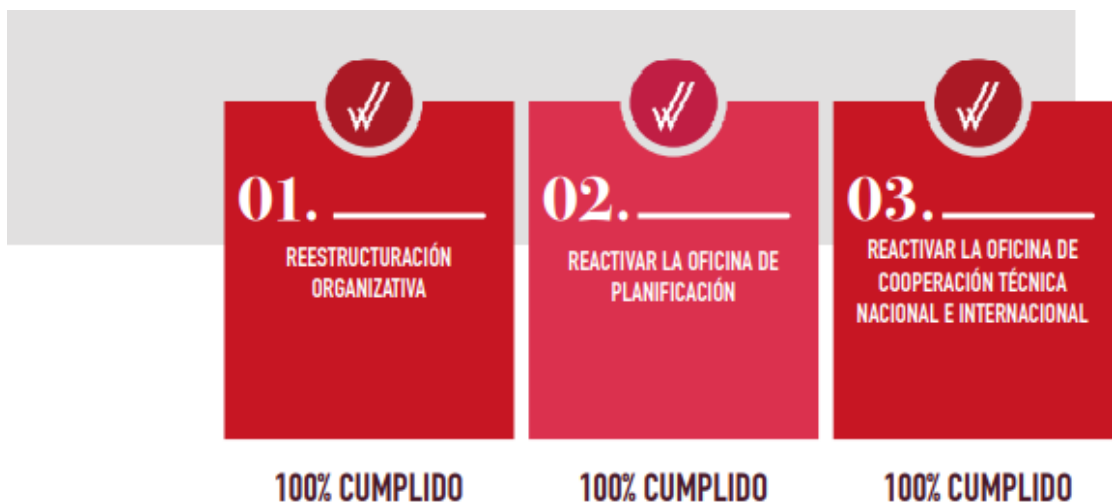 01.
REESTRUCTURACIÓN
ORGANIZATIVA
100% CUMPLIDO
02.
REACTIVAR LA OFICINA DE
PLANIFICACIÓN
100% CUMPLIDO
03.
REACTIVAR LA OFICINA DE
COOPERACIÓN TÉCNICA
NACIONAL E INTERNACIONAL
100% CUMPLIDO